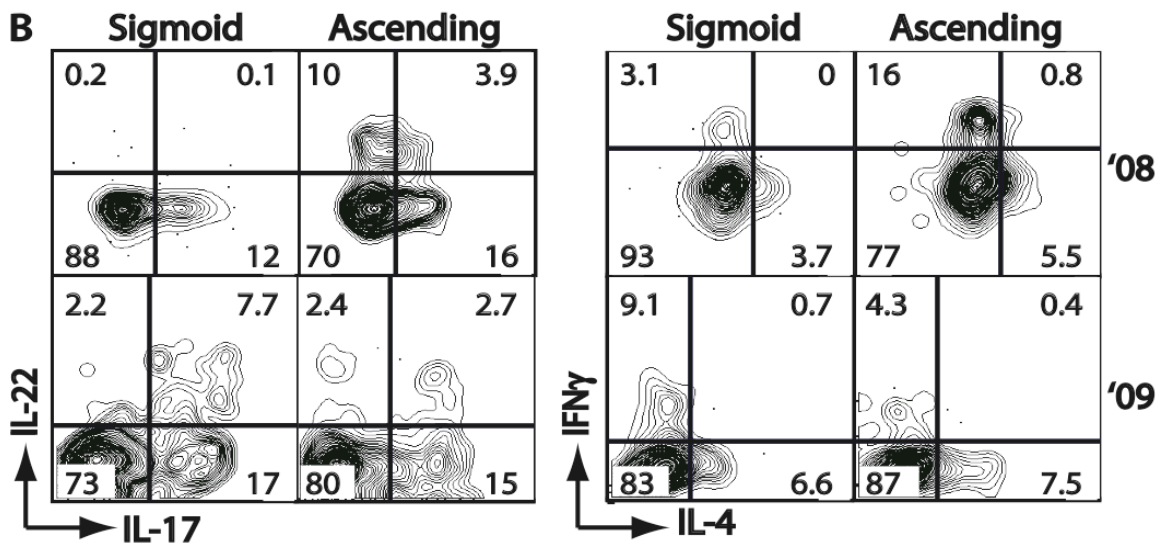 B Sigmoid Ascending Sigmoid Ascending
0.2 0.1 10 3.9 3.1 0 16 0.8
'08
88 12 70 16 93 3.7 77 5.5
2.2 7.7 2.4 2.7 9.1 0.7 4.3 0.4
IL-22 IFNγ '09
73 17 80 15 83 6.6 87 7.5
IL-17 IL-4